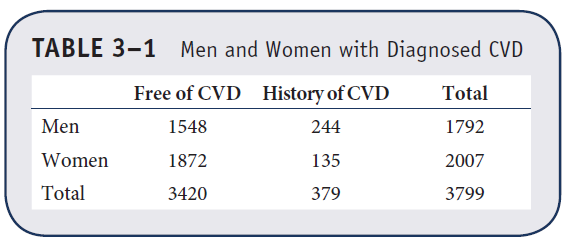 TABLE 3–1 Men and Women with Diagnosed CVD
Free of CVD History of CVD Total
Men 1548 244 1792
Women 1872 135 2007
Total 3420 379 3799